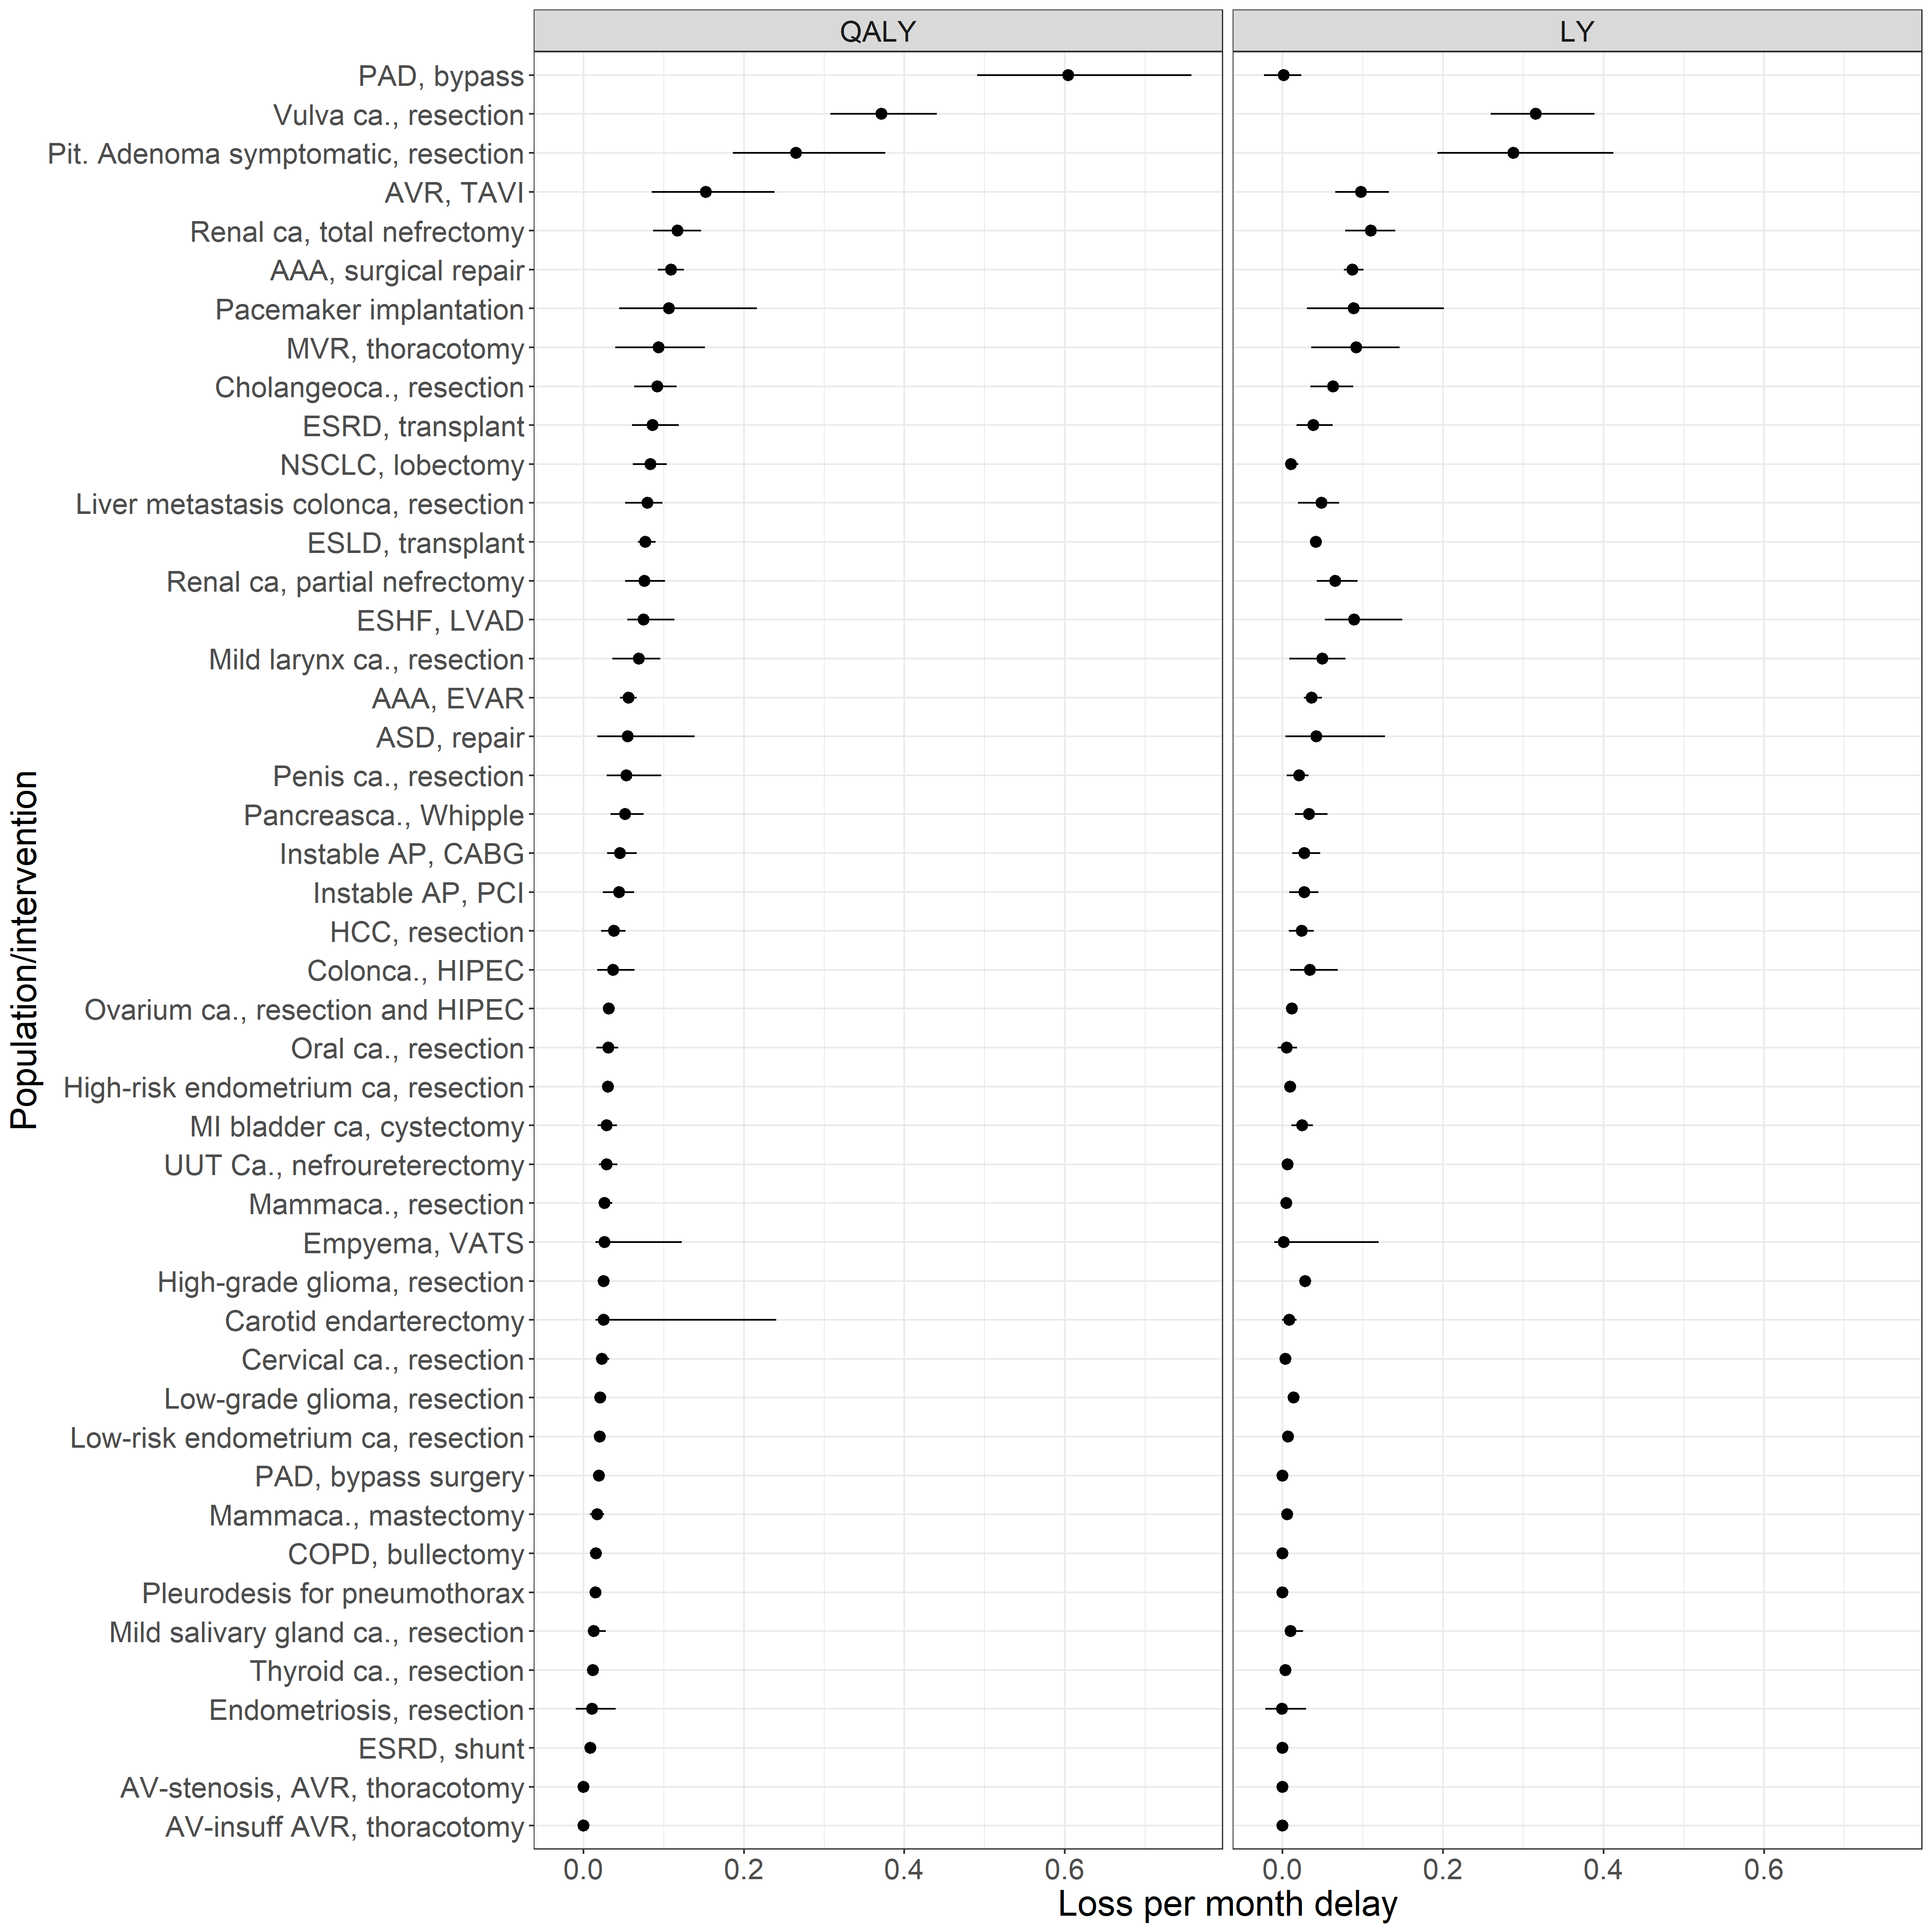 QALY
LY
PAD, bypass
Vulva ca., resection
Pit. Adenoma symptomatic, resection
AVR, TAVI
Renal ca, total nefrectomy
AAA, surgical repair
Pacemaker implantation
MVR, thoracotomy
Cholangeoca., resection
ESRD, transplant
NSCLC, lobectomy
Liver metastasis colonca, resection
ESLD, transplant
Renal ca, partial nefrectomy
ESHF, LVAD
Mild larynx ca., resection
AAA, EVAR
ASD, repair
Penis ca., resection
Pancreasca., Whipple
Instable AP, CABG
Instable AP, PCI
HCC, resection
Colonca., HIPEC
Ovarium ca., resection and HIPEC
Oral ca., resection
High-risk endometrium ca, resection
MI bladder ca, cystectomy
UUT Ca., nefroureterectomy
Mammaca., resection
Empyema, VATS
High-grade glioma, resection
Carotid endarterectomy
Cervical ca., resection
Low-grade glioma, resection
Low-risk endometrium ca, resection
PAD, bypass surgery
Mammaca., mastectomy
COPD, bullectomy
Pleurodesis for pneumothorax
Mild salivary gland ca., resection
Thyroid ca., resection
Endometriosis, resection
ESRD, shunt
AV-stenosis, AVR, thoracotomy
AV-insuff AVR, thoracotomy
Population/intervention
0.0 0.2 0.4 0.6
0.0 0.2 0.4 0.6
Loss per month delay